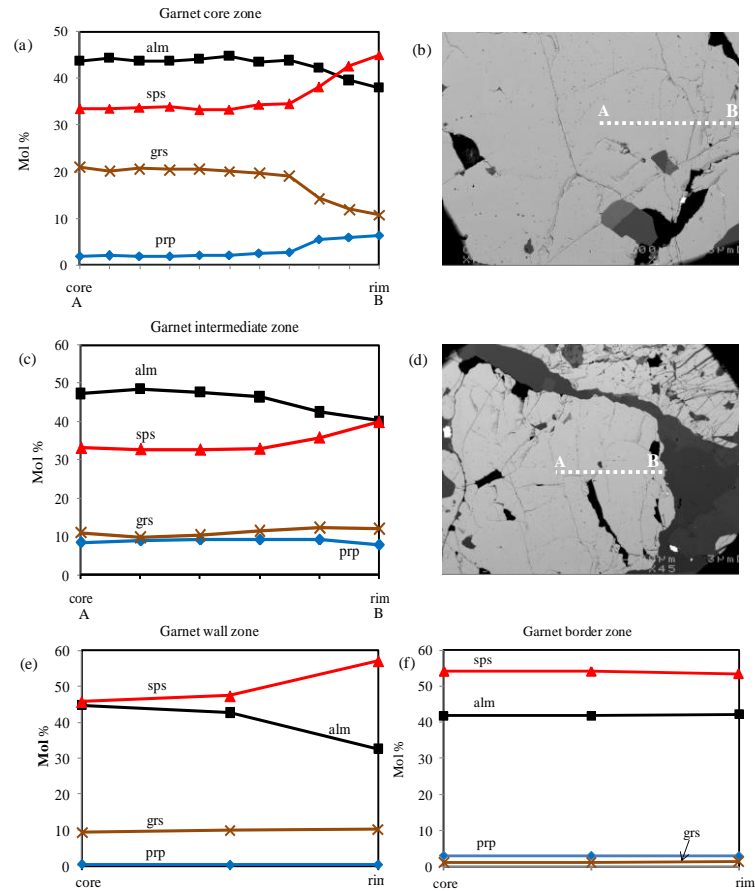 Garnet core zone
(a)
50
40
30
20
10
0
Mol %
alm
sps
grs
prp
core
rim
A
B
(b)
A
B
Garnet intermediate zone
(c)
60
50
40
30
20
10
0
Mol %
alm
sps
grs
prp
core
rim
A
B
(d)
A
B
X45
3µm
Garnet wall zone
(e)
60
50
40
30
20
10
0
Mol %
sps
alm
grs
prp
core
rim
Garnet border zone
(f)
60
50
40
30
20
10
0
Mol %
sps
alm
prp
grs
core
rim